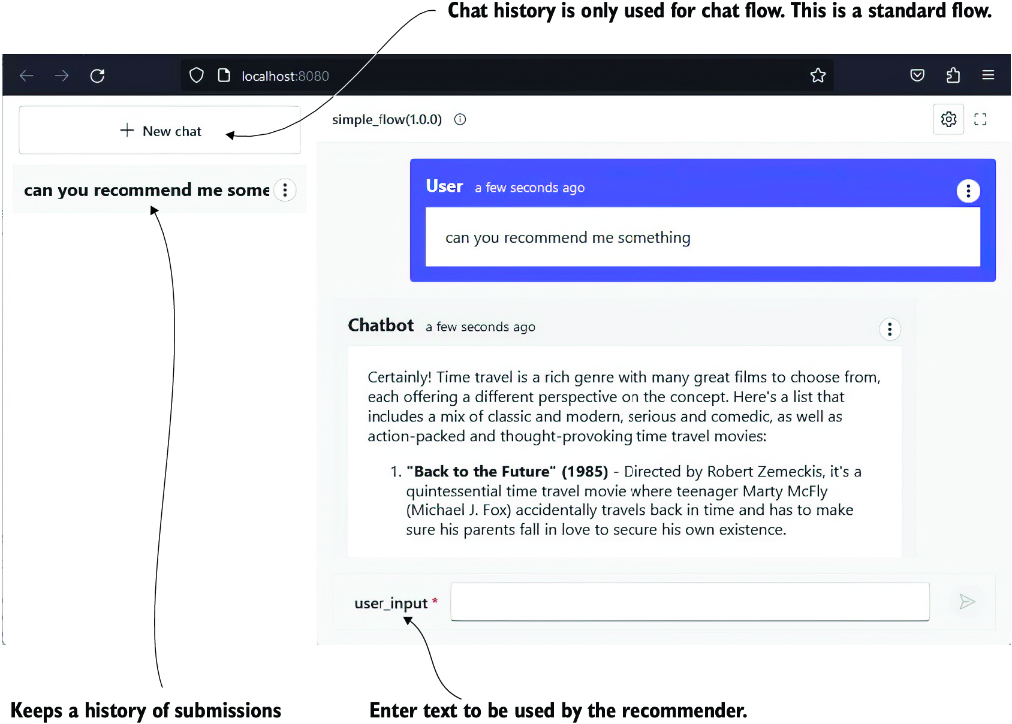 Chat history is only used for chat flow. This is a standard flow.
localhost:8080
+ New chat
simple_flow(1.0.0)
can you recommend me some
User a few seconds ago
can you recommend me something
Chatbot a few seconds ago
Certainly! Time travel is a rich genre with many great films to choose from,
each offering a different perspective on the concept. Here's a list that
includes a mix of classic and modern, serious and comedic, as well as
action-packed and thought-provoking time travel movies:
1. "Back to the Future" (1985) - Directed by Robert Zemeckis, it's a
quintessential time travel movie where teenager Marty McFly
(Michael J. Fox) accidentally travels back in time and has to make
sure his parents fall in love to secure his own existence.
user_input *
Keeps a history of submissions
Enter text to be used by the recommender.